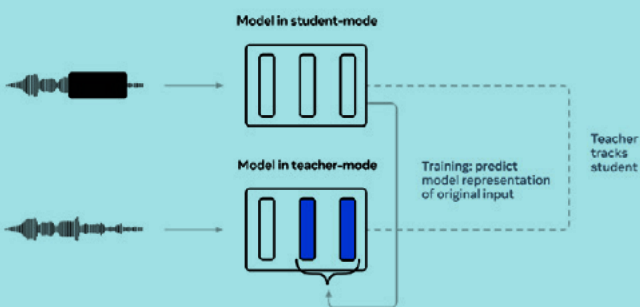 Model in student-mode
Model in teacher-mode
Training: predict
model representation
of original input
Teacher
tracks
student